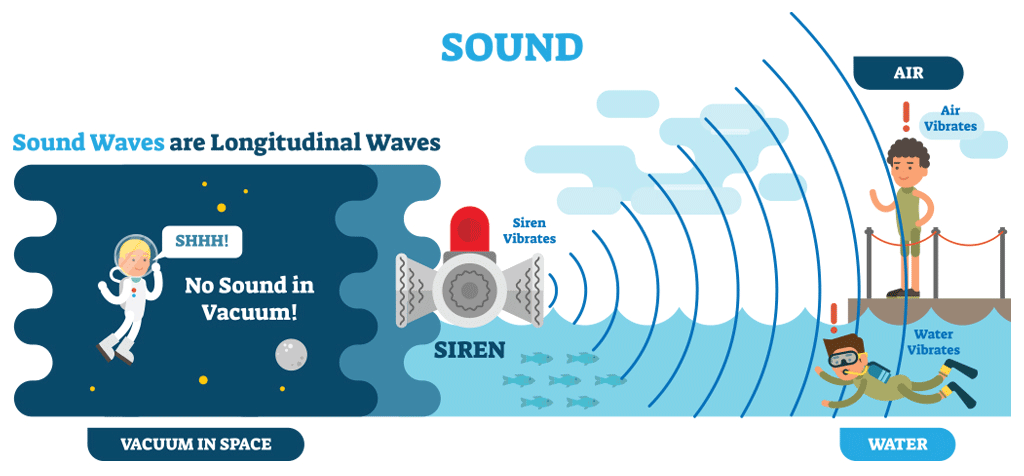 SOUND
AIR
Air
Vibrates
Sound Waves are Longitudinal Waves
SHHH!
No Sound in
Vacuum!
Siren
Vibrates
SIREN
Water
Vibrates
VACUUM IN SPACE
WATER